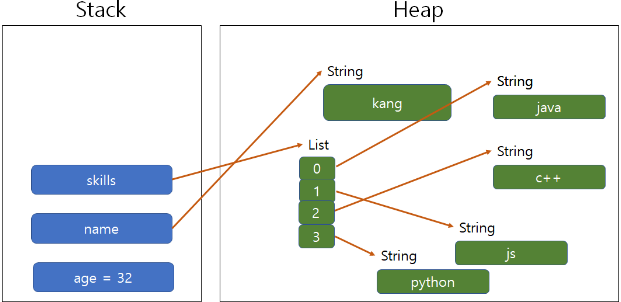 Stack
Heap
skills
name
age = 32
String
kang
List
0
1
2
3
String
java
String
c++
String
js
String
python